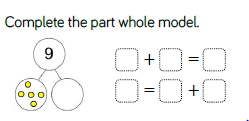 Complete the part whole model.
9
+ =
= +